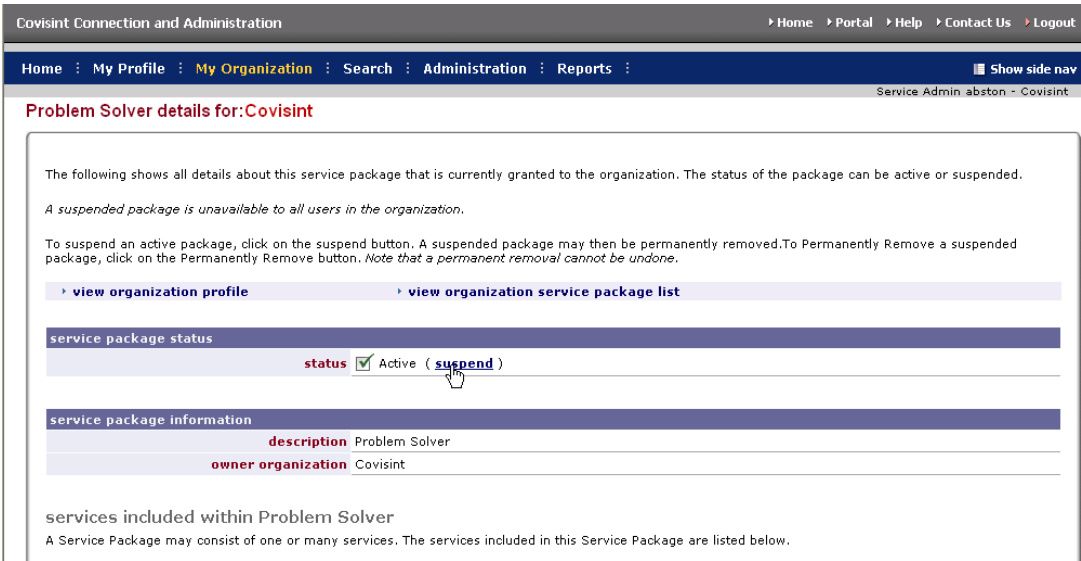 Covisint Connection and Administration
Home Portal Help Contact Us Logout
Home My Profile My Organization Search Administration Reports Show side nav
Service Admin abston - Covisint
Problem Solver details for:Covisint
The following shows all details about this service package that is currently granted to the organization. The status of the package can be active or suspended.
A suspended package is unavailable to all users in the organization.
To suspend an active package, click on the suspend button. A suspended package may then be permanently removed.To Permanently Remove a suspended
package, click on the Permanently Remove button. Note that a permanent removal cannot be undone.
view organization profile view organization service package list
service package status
status Active ( suspend )
service package information
description Problem Solver
owner organization Covisint
services included within Problem Solver
A Service Package may consist of one or many services. The services included in this Service Package are listed below.